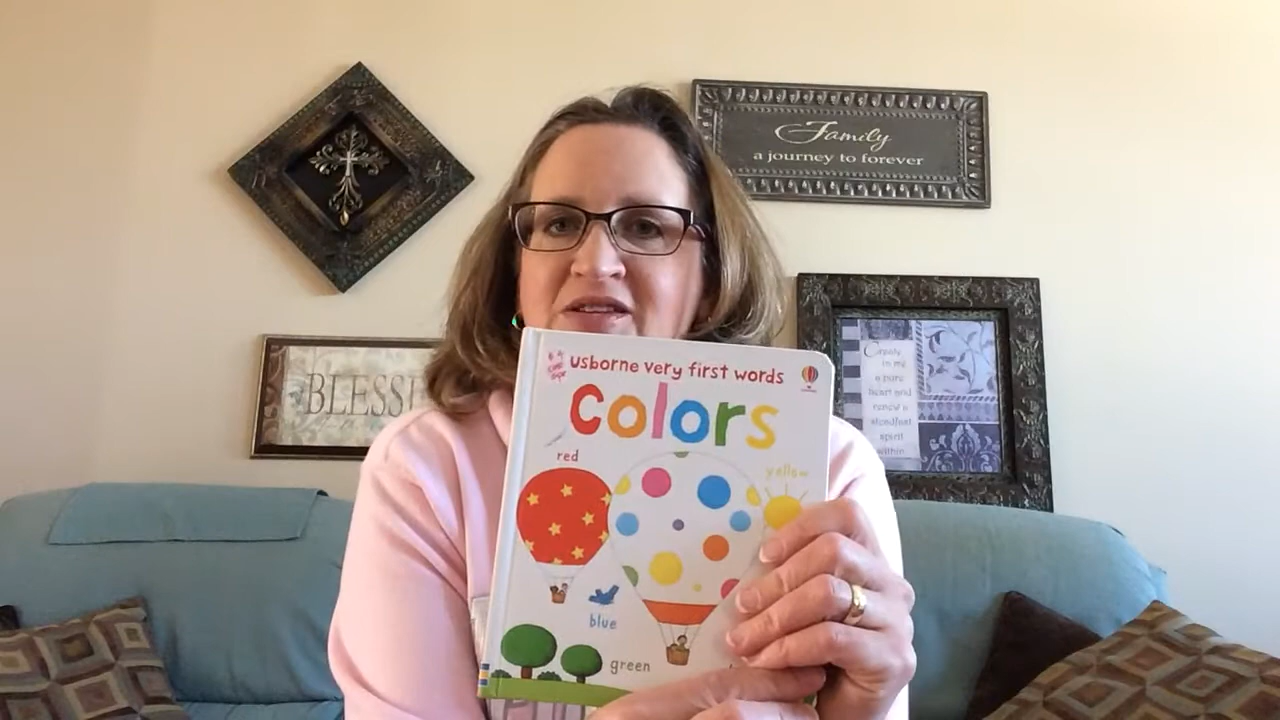 Family
a journey to forever
BLESSI
Create
in me
a pure
heart and
renew a
steadfast
spirit
within
usborne very first words
Colors
red
yellow
blue
green